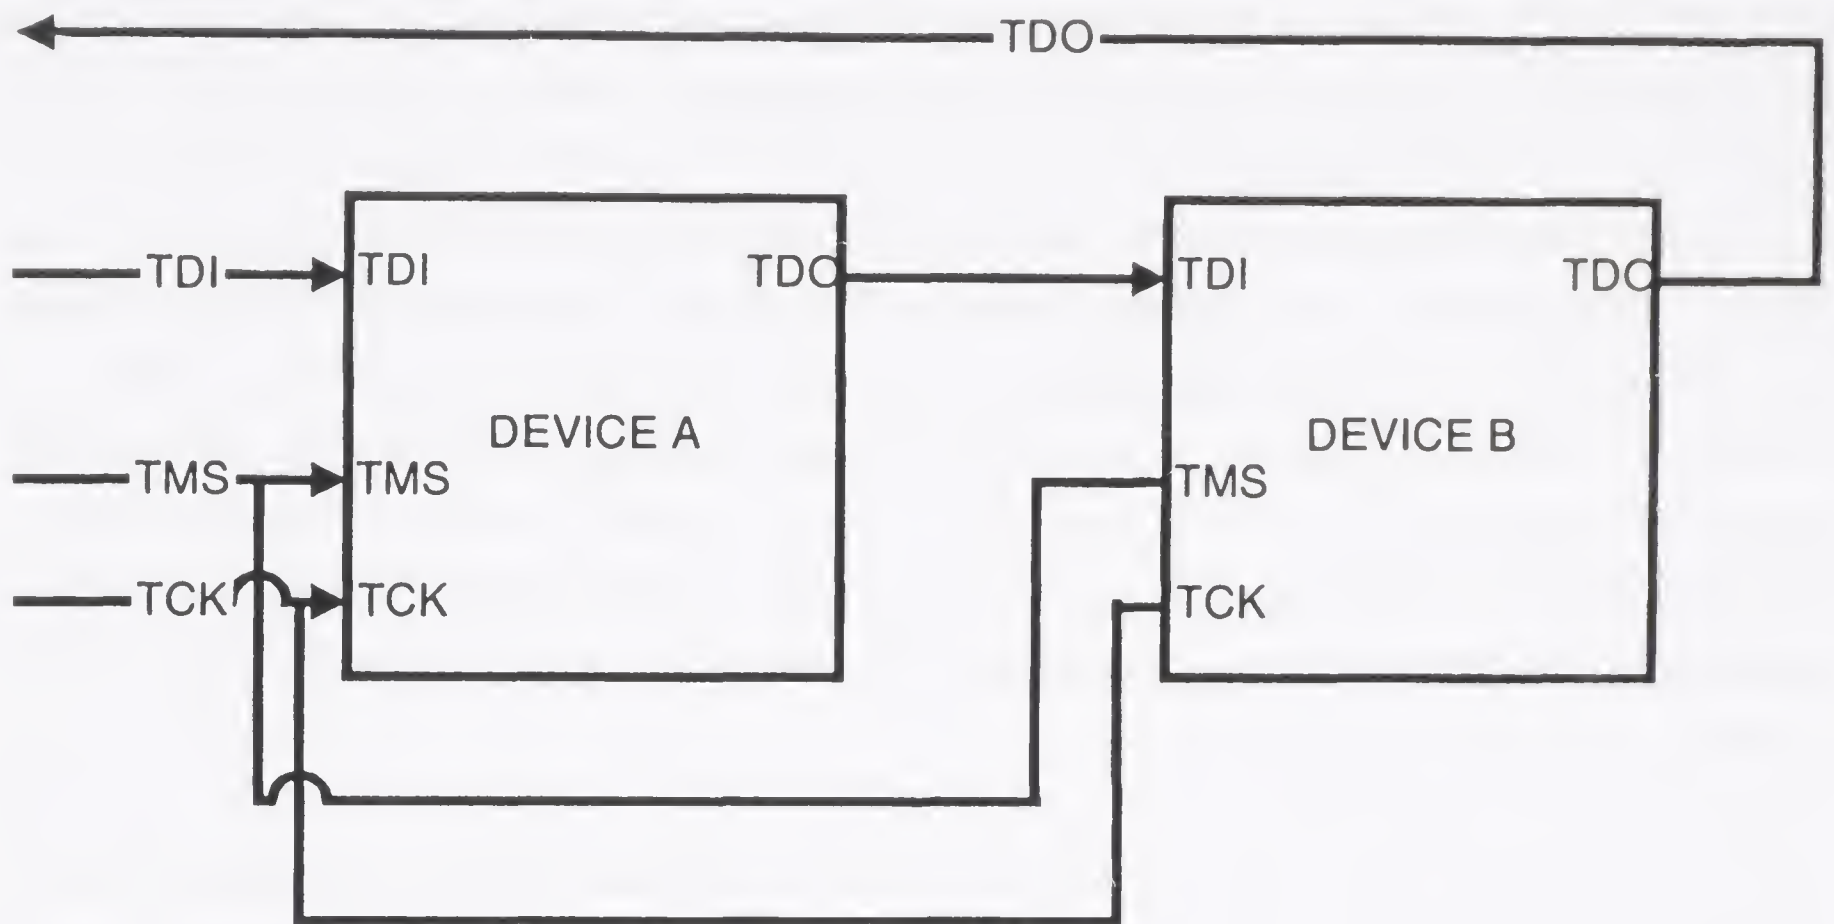 TDO
TDI
TDI
TDO
TDI
TDO
DEVICE A
DEVICE B
TMS
TMS
TMS
TCK
TCK
TCK